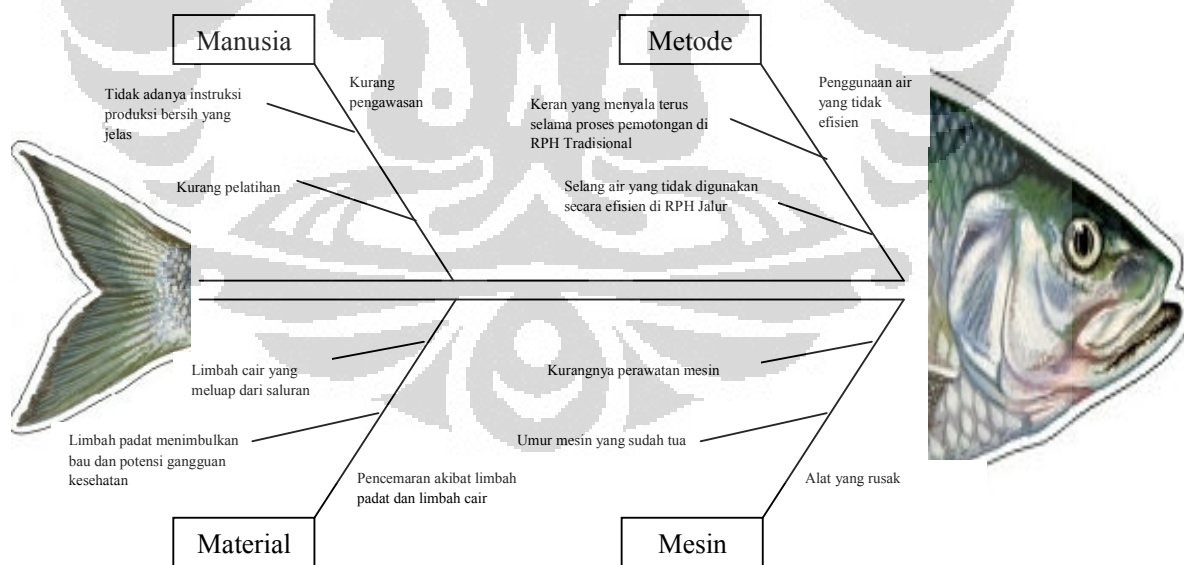 Manusia
Metode
Tidak adanya instruksi
produksi bersih yang
jelas
Kurang
pengawasan
Kurang pelatihan
Keran yang menyala terus
selama proses pemotongan di
RPH Tradisional
Penggunaan air
yang tidak
efisien
Selang air yang tidak digunakan
secara efisien di RPH Jalur
Limbah cair yang
meluap dari saluran
Limbah padat menimbulkan
bau dan potensi gangguan
kesehatan
Pencemaran akibat limbah
padat dan limbah cair
Kurangnya perawatan mesin
Umur mesin yang sudah tua
Alat yang rusak
Material
Mesin